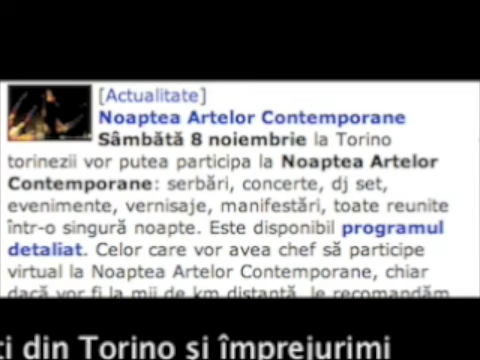 [Actualitate]
Noaptea Artelor Contemporane
Sâmbătă 8 noiembrie la Torino
torinezii vor putea participa la Noaptea Artelor
Contemporane: serbări, concerte, dj set,
evenimente, vernisaje, manifestări, toate reunite
într-o singură noapte. Este disponibil programul
detaliat. Celor care vor avea chef să participe
virtual la Noaptea Artelor Contemporane, chiar
dacă vor fi la mii de km distanţă, le recomandăm
ti din Torino şi împrejurimi